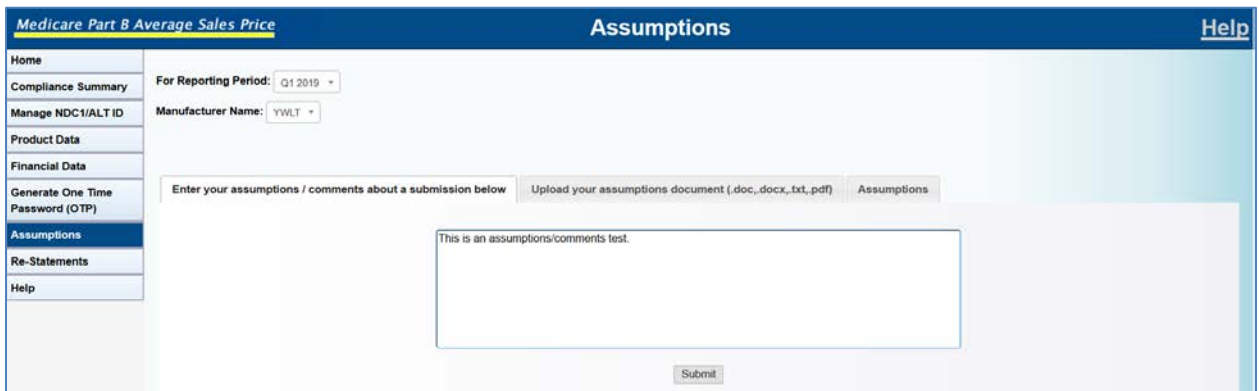 Medicare Part B Average Sales Price
Assumptions
Help
Home
Compliance Summary
Manage NDC1/ALT ID
Product Data
Financial Data
Generate One Time
Password (OTP)
Assumptions
Re-Statements
Help
For Reporting Period: Q1 2019
Manufacturer Name: YWLT
Enter your assumptions / comments about a submission below
Upload your assumptions document (.doc,.docx,.txt,.pdf)
Assumptions
This is an assumptions/comments test.
Submit